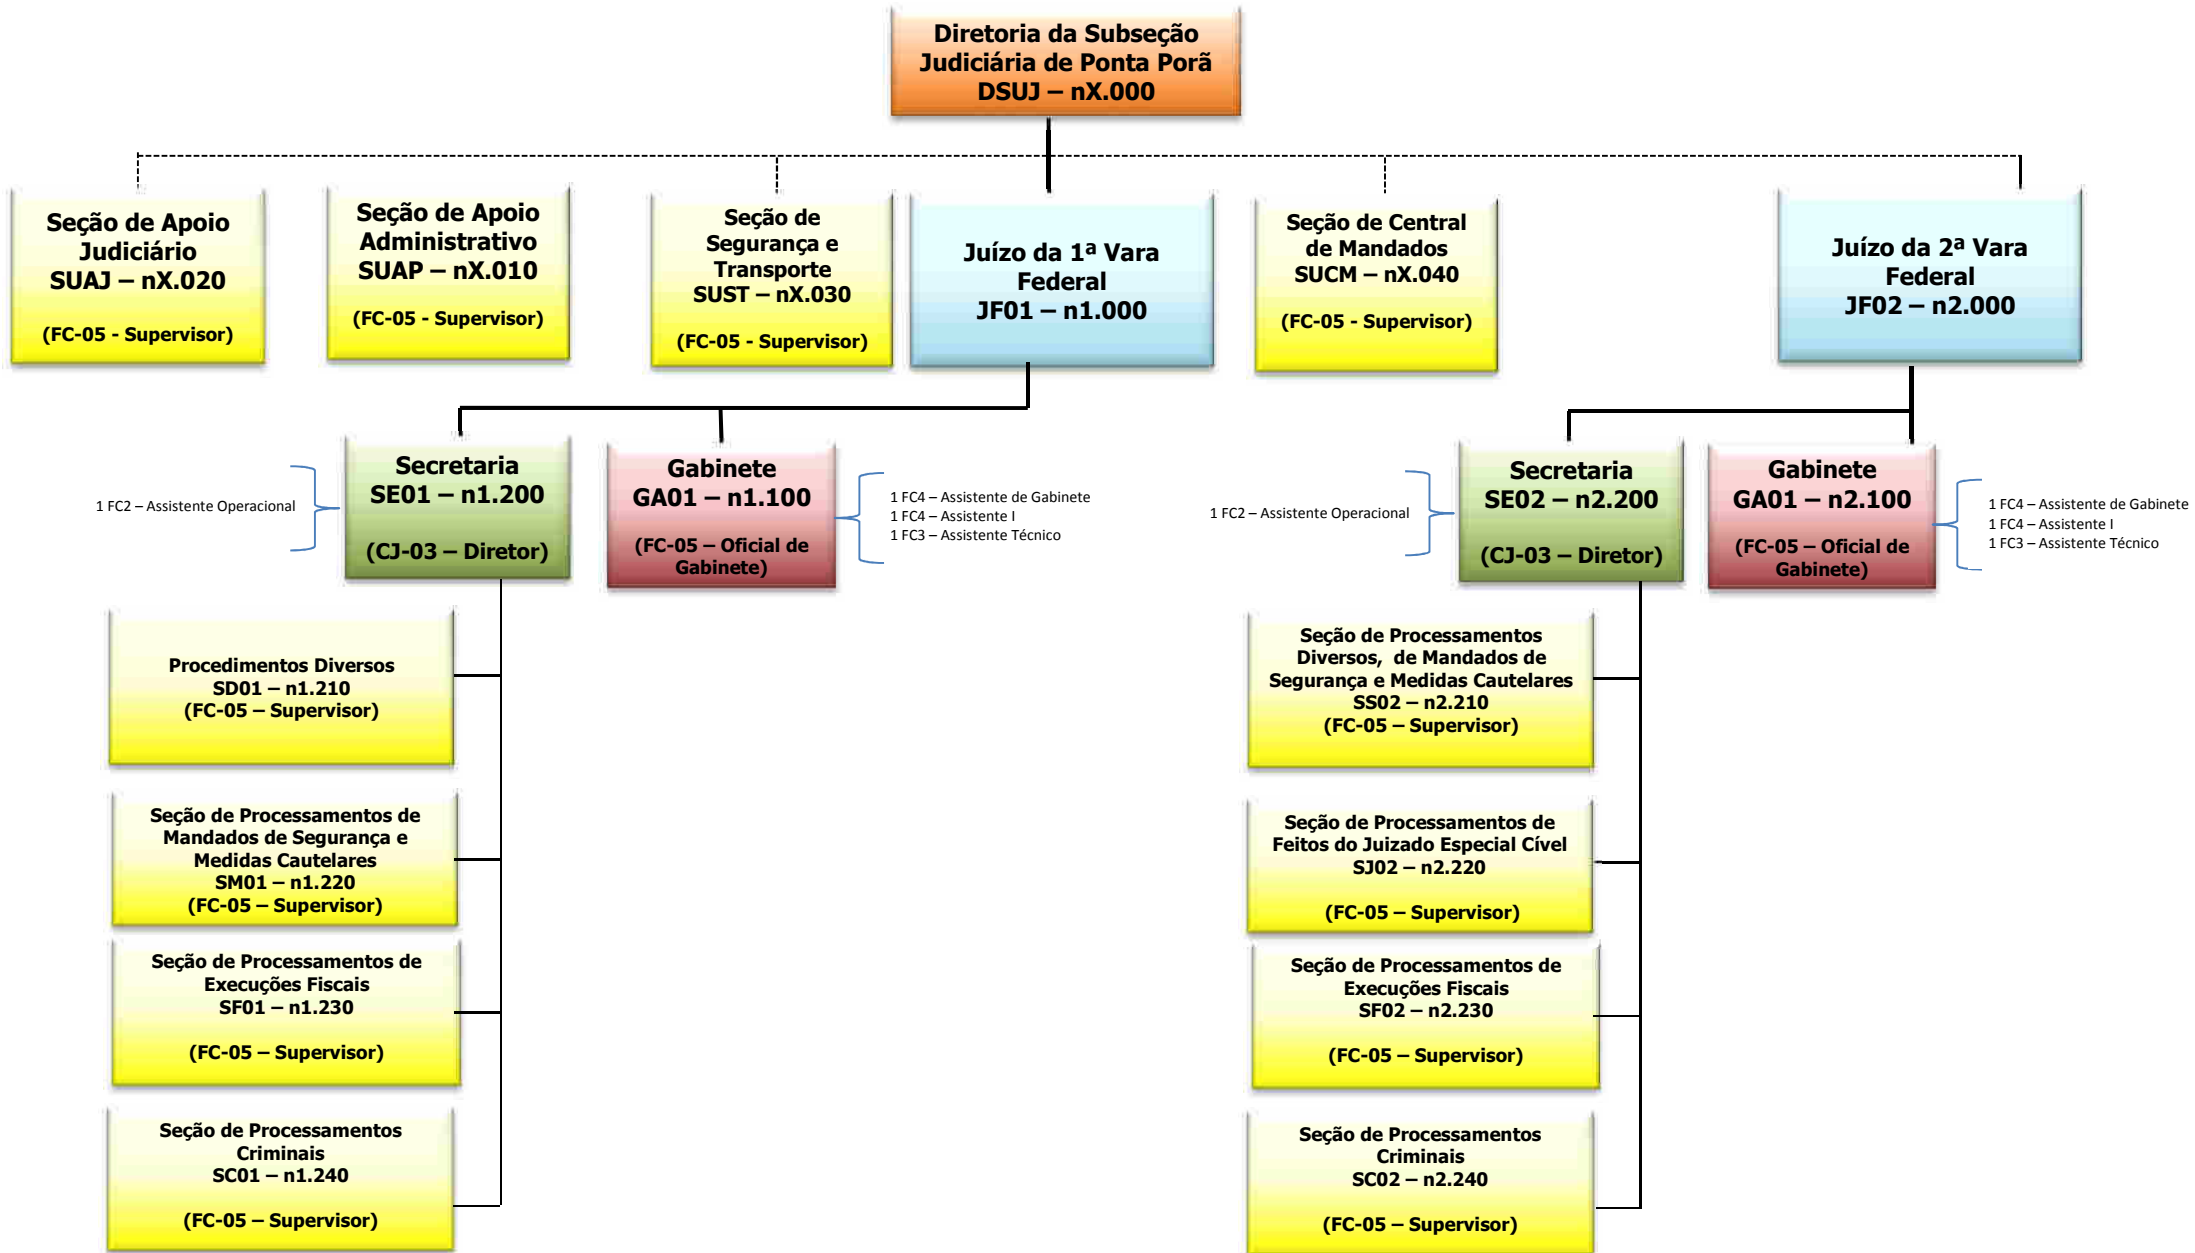 Diretoria da Subseção
Judiciária de Ponta Porã
DSUJ – nX.000
Seção de Apoio
Judiciário
SUAJ – nX.020
(FC-05 - Supervisor)
Seção de Apoio
Administrativo
SUAP – nX.010
(FC-05 - Supervisor)
Seção de
Segurança e
Transporte
SUST – nX.030
(FC-05 - Supervisor)
Juízo da 1ª Vara
Federal
JF01 – n1.000
Seção de Central
de Mandados
SUCM – nX.040
(FC-05 - Supervisor)
Juízo da 2ª Vara
Federal
JF02 – n2.000
1 FC2 – Assistente Operacional
Secretaria
SE01 – n1.200
(CJ-03 – Diretor)
Gabinete
GA01 – n1.100
(FC-05 – Oficial de
Gabinete)
1 FC4 – Assistente de Gabinete
1 FC4 – Assistente I
1 FC3 – Assistente Técnico
1 FC2 – Assistente Operacional
Secretaria
SE02 – n2.200
(CJ-03 – Diretor)
Gabinete
GA01 – n2.100
(FC-05 – Oficial de
Gabinete)
1 FC4 – Assistente de Gabinete
1 FC4 – Assistente I
1 FC3 – Assistente Técnico
Procedimentos Diversos
SD01 – n1.210
(FC-05 – Supervisor)
Seção de Processamentos de
Mandados de Segurança e
Medidas Cautelares
SM01 – n1.220
(FC-05 – Supervisor)
Seção de Processamentos de
Execuções Fiscais
SF01 – n1.230
(FC-05 – Supervisor)
Seção de Processamentos
Criminais
SC01 – n1.240
(FC-05 – Supervisor)
Seção de Processamentos
Diversos, de Mandados de
Segurança e Medidas Cautelares
SS02 – n2.210
(FC-05 – Supervisor)
Seção de Processamentos de
Feitos do Juizado Especial Cível
SJ02 – n2.220
(FC-05 – Supervisor)
Seção de Processamentos de
Execuções Fiscais
SF02 – n2.230
(FC-05 – Supervisor)
Seção de Processamentos
Criminais
SC02 – n2.240
(FC-05 – Supervisor)